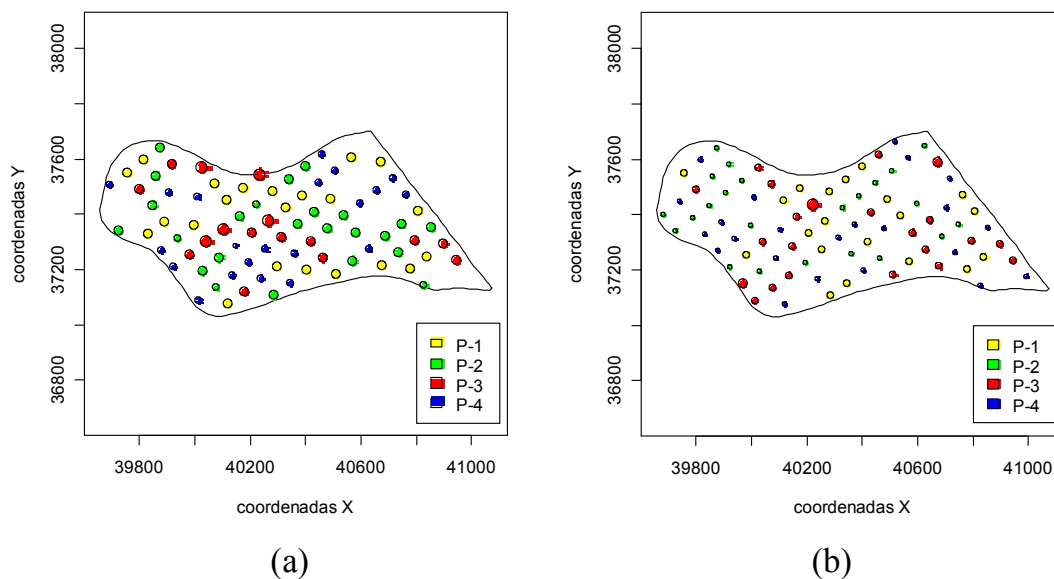 38000
37600
37200
36800
coordenadas Y
39800 40200 40600 41000
coordenadas X
P-1
P-2
P-3
P-4
(a)
38000
37600
37200
36800
coordenadas Y
39800 40200 40600 41000
coordenadas X
P-1
P-2
P-3
P-4
(b)